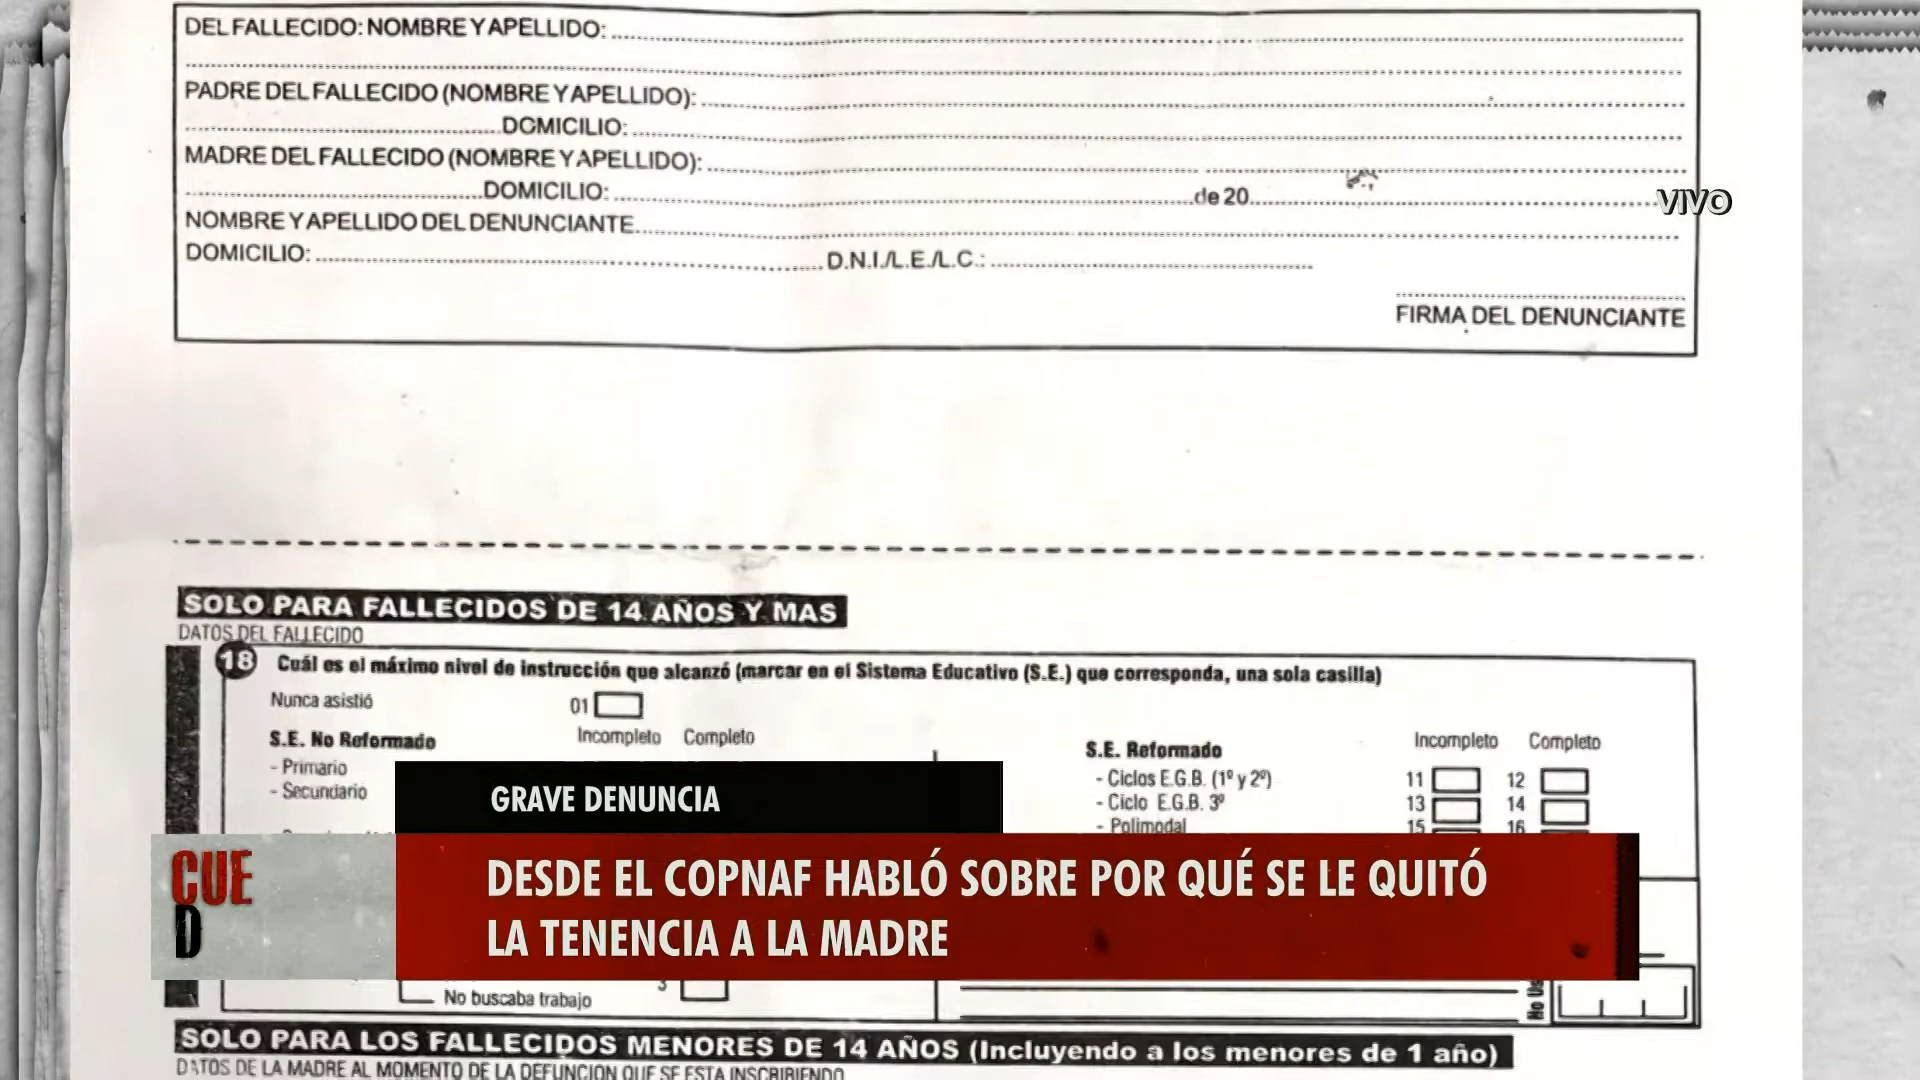 DEL FALLECIDO: NOMBRE Y APELLIDO:
PADRE DEL FALLECIDO (NOMBRE Y APELLIDO):
DOMICILIO:
MADRE DEL FALLECIDO (NOMBRE Y APELLIDO):
DOMICILIO: de 20
VIVO
NOMBRE Y APELLIDO DEL DENUNCIANTE
DOMICILIO: D.N.I./L.E./L.C.:
FIRMA DEL DENUNCIANTE
SOLO PARA FALLECIDOS DE 14 AÑOS Y MAS
DATOS DEL FALLECIDO
18 Cuál es el máximo nivel de instrucción que alcanzó (marcar en el Sistema Educativo (S.E.) que corresponda, una sola casilla)
Nunca asistió 01
S.E. No Reformado Incompleto Completo
- Primario
- Secundario
S.E. Reformado Incompleto Completo
- Ciclos E.G.B. (1º y 2º) 11 12
- Ciclo E.G.B. 3º 13 14
- Polimodal 15 16
GRAVE DENUNCIA
CUE
D
DESDE EL COPNAF HABLÓ SOBRE POR QUÉ SE LE QUITÓ
LA TENENCIA A LA MADRE
No buscaba trabajo 3
SOLO PARA LOS FALLECIDOS MENORES DE 14 AÑOS (Incluyendo a los menores de 1 año)
DATOS DE LA MADRE AL MOMENTO DE LA DEFUNCION QUE SE ESTA INSCRIBIENDO